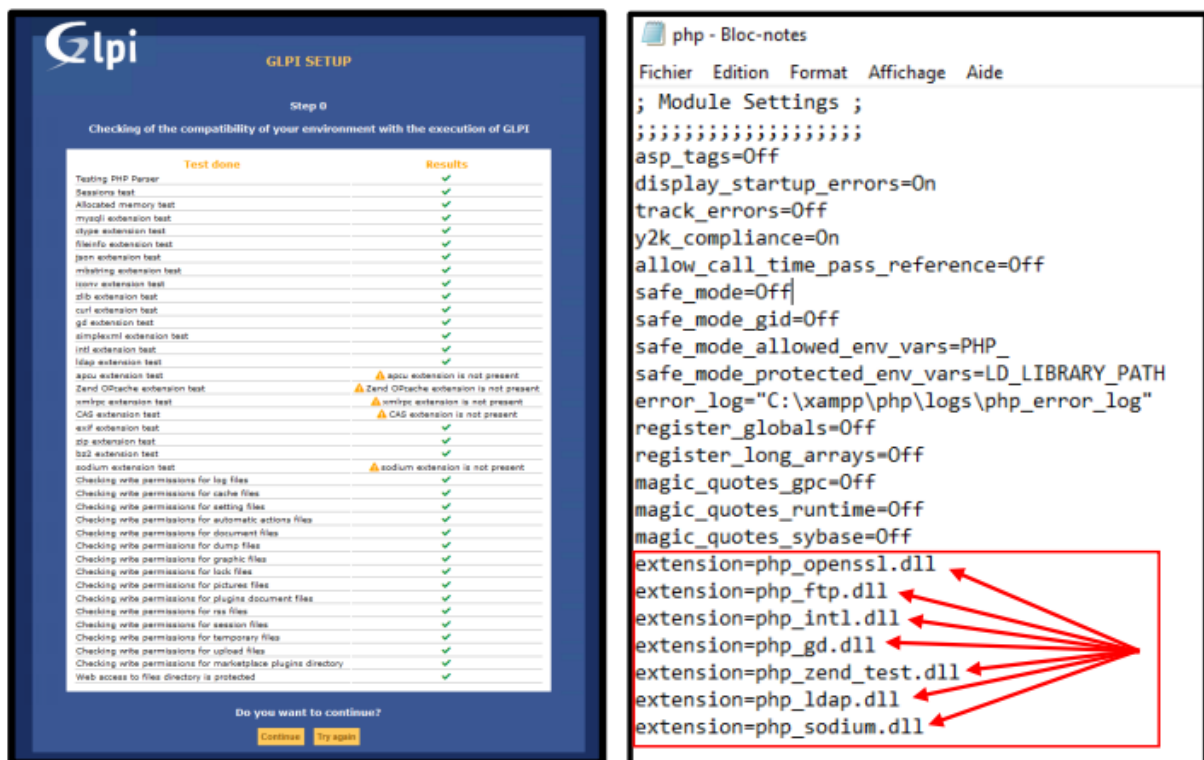 Glpi
GLPI SETUP
Step 0
Checking of the compatibility of your environment with the execution of GLPI
Test done Results
Testing PHP Parser
Sessions test
Allocated memory test
mysqli extension test
ctype extension test
fileinfo extension test
json extension test
mbstring extension test
iconv extension test
zlib extension test
curl extension test
gd extension test
simplexml extension test
intl extension test
ldap extension test
apcu extension test apcu extension is not present
Zend OPcache extension test Zend OPcache extension is not present
xmlrpc extension test xmlrpc extension is not present
CAS extension test CAS extension is not present
exif extension test
zip extension test
bz2 extension test
sodium extension test sodium extension is not present
Checking write permissions for log files
Checking write permissions for cache files
Checking write permissions for setting files
Checking write permissions for automatic actions files
Checking write permissions for document files
Checking write permissions for dump files
Checking write permissions for graphic files
Checking write permissions for lock files
Checking write permissions for pictures files
Checking write permissions for plugins document files
Checking write permissions for rss files
Checking write permissions for session files
Checking write permissions for temporary files
Checking write permissions for upload files
Checking write permissions for marketplace plugins directory
Web access to files directory is protected
Do you want to continue?
Continue Try again
php - Bloc-notes
Fichier Edition Format Affichage Aide
; Module Settings ;
;;;;;;;;;;;;;;;;;;;
asp_tags=Off
display_startup_errors=On
track_errors=Off
y2k_compliance=On
allow_call_time_pass_reference=Off
safe_mode=Off
safe_mode_gid=Off
safe_mode_allowed_env_vars=PHP_
safe_mode_protected_env_vars=LD_LIBRARY_PATH
error_log="C:\xampp\php\logs\php_error_log"
register_globals=Off
register_long_arrays=Off
magic_quotes_gpc=Off
magic_quotes_runtime=Off
magic_quotes_sybase=Off
extension=php_openssl.dll
extension=php_ftp.dll
extension=php_intl.dll
extension=php_gd.dll
extension=php_zend_test.dll
extension=php_ldap.dll
extension=php_sodium.dll